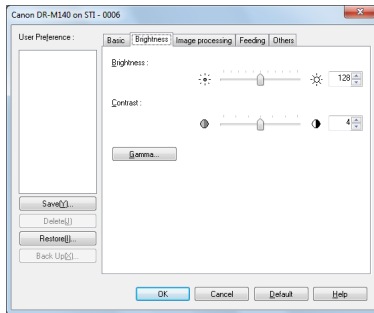 Canon DR-M140 on STI - 0006
User Preference :
Basic Brightness Image processing Feeding Others
Brightness :
128
Contrast :
4
Gamma...
Save(Y)...
Delete(J)
Restore(I)...
Back Up(X)...
OK Cancel Default Help